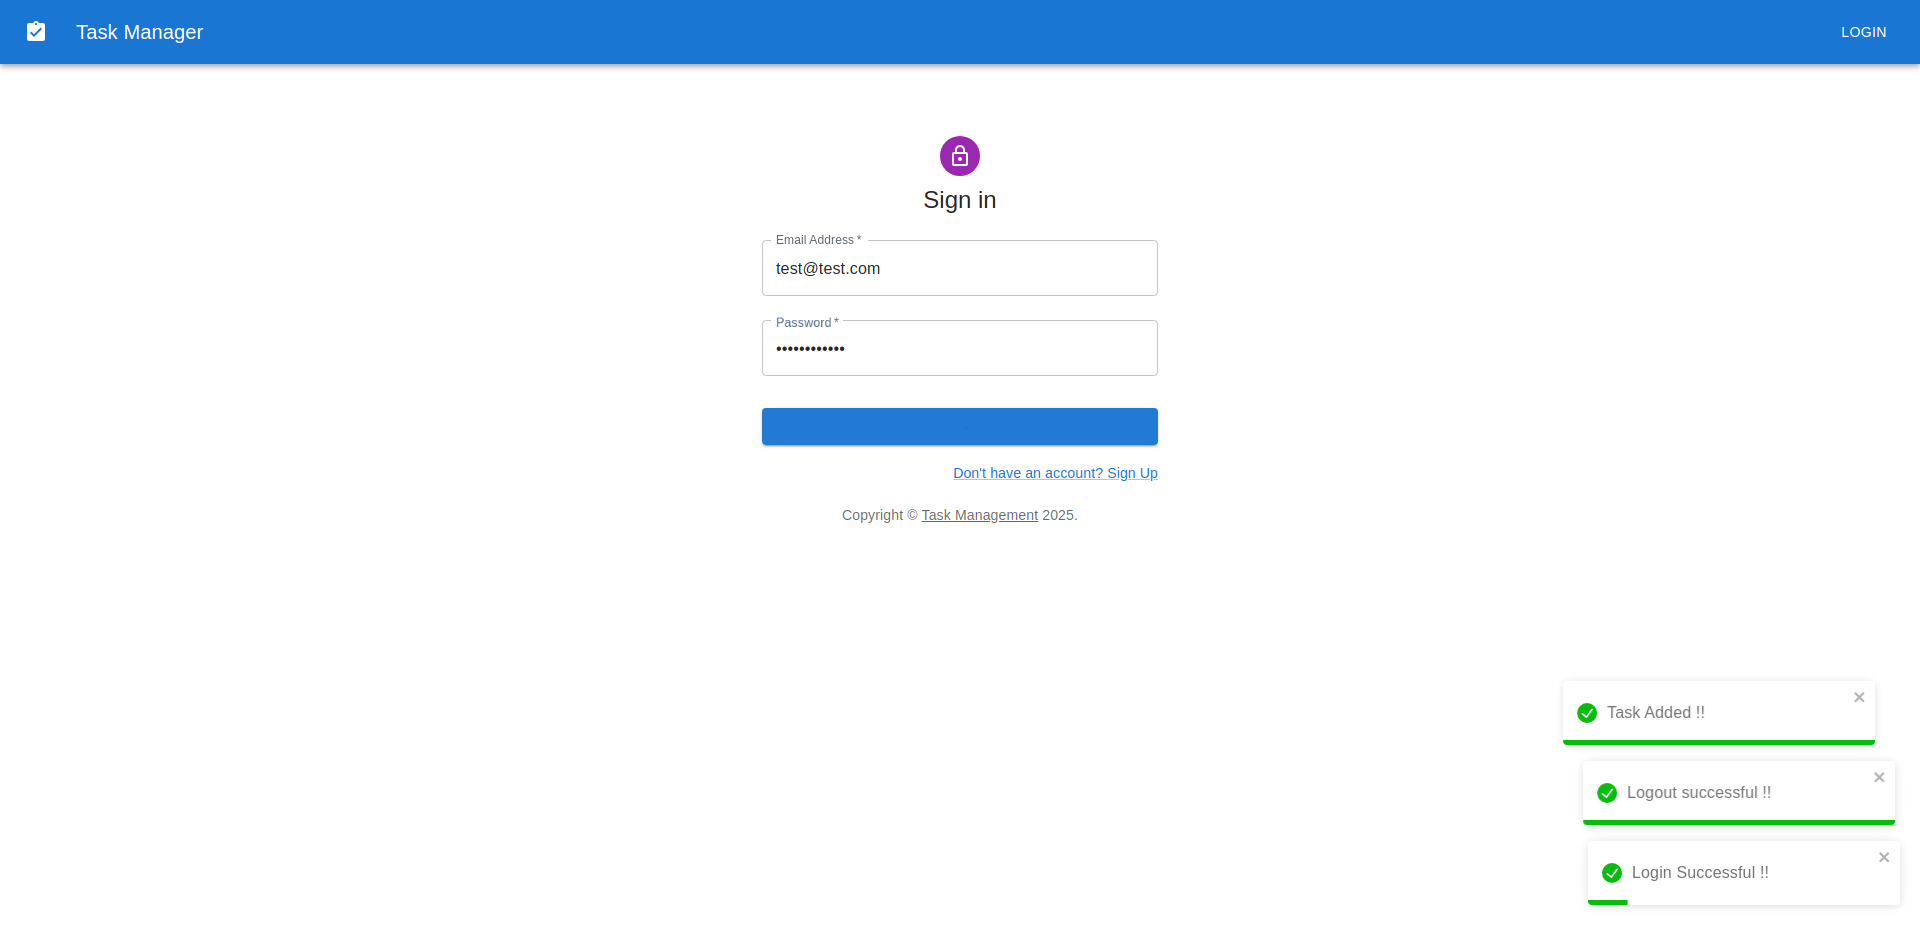 Task Manager
LOGIN
Sign in
Email Address *
test@test.com
Password *
••••••••••••
Don't have an account? Sign Up
Copyright © Task Management 2025.
Task Added !!
Logout successful !!
Login Successful !!